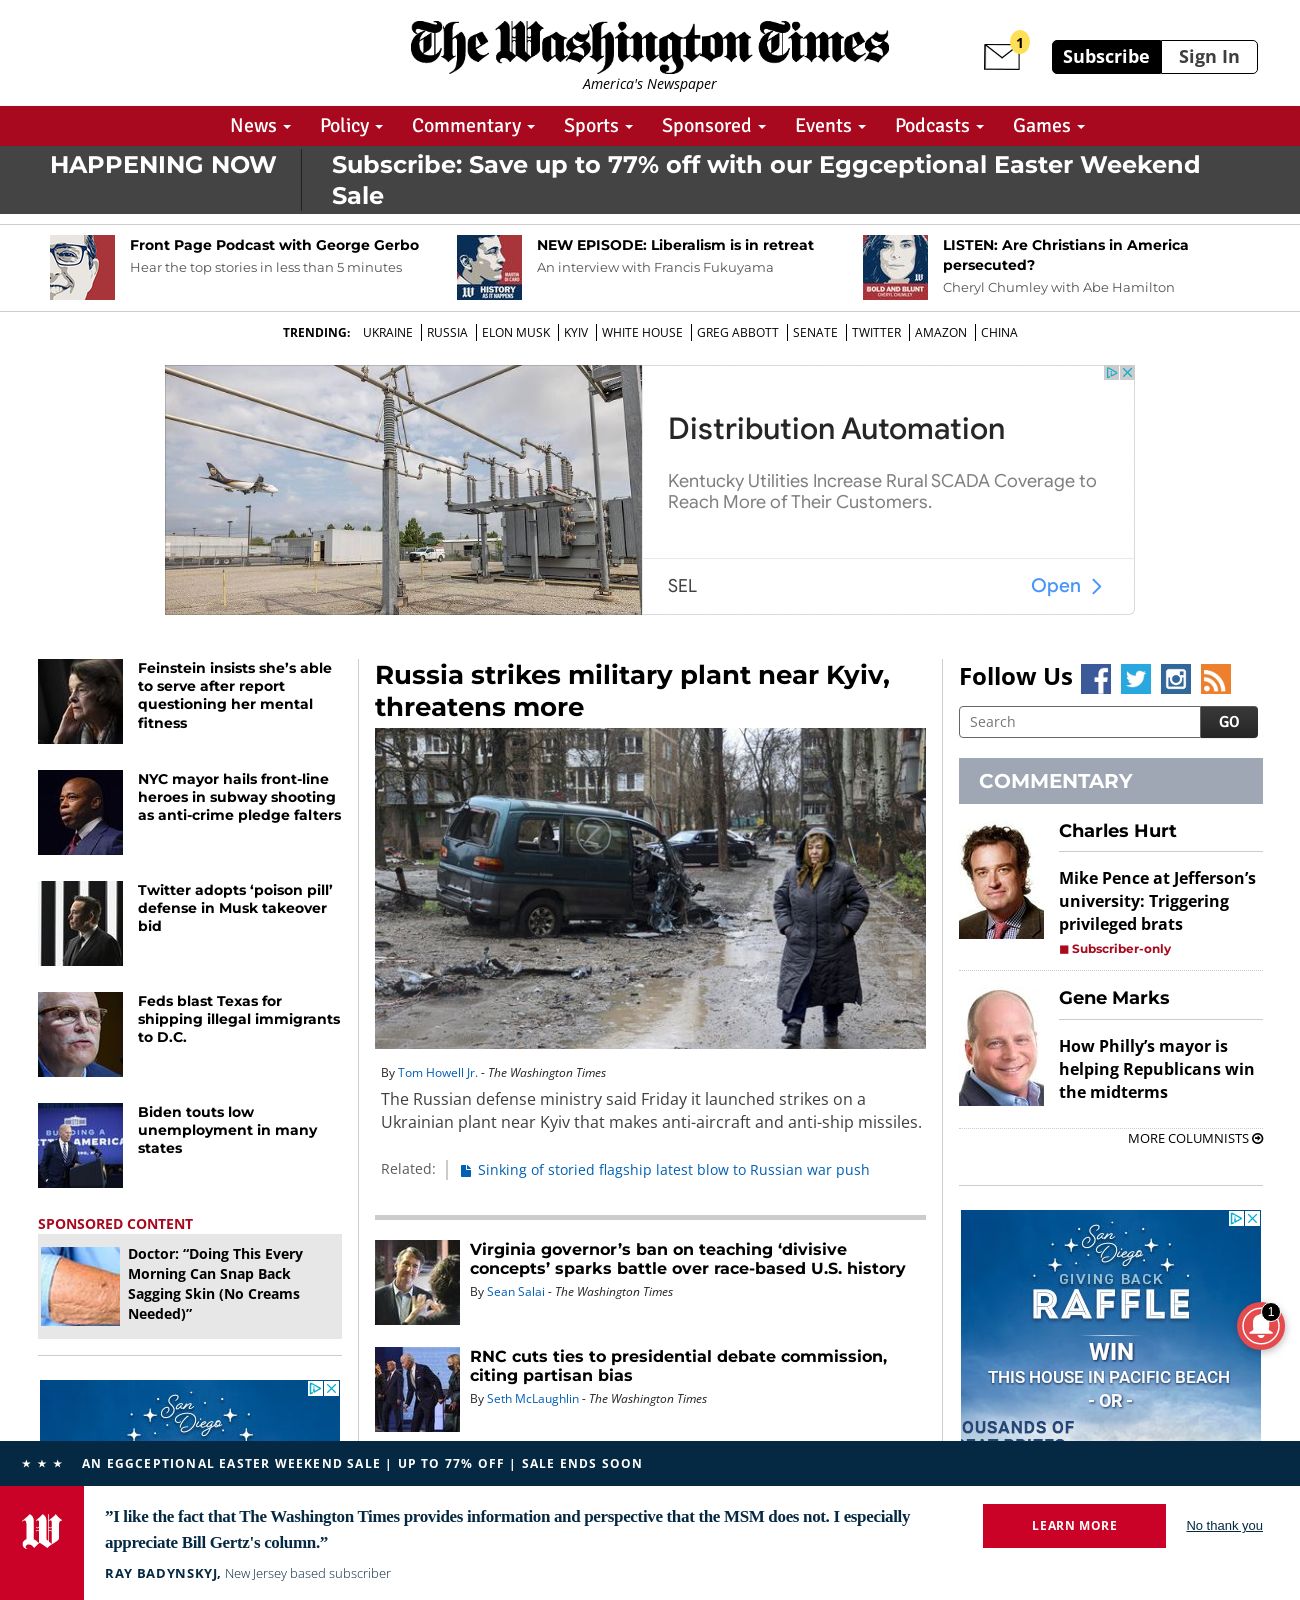 The Washington Times
America's Newspaper
1
Subscribe
Sign In
News
Policy
Commentary
Sports
Sponsored
Events
Podcasts
Games
HAPPENING NOW
Subscribe: Save up to 77% off with our Eggceptional Easter Weekend
Sale
Front Page Podcast with George Gerbo
Hear the top stories in less than 5 minutes
MARTIN
DI CARO
HISTORY
AS IT HAPPENS
NEW EPISODE: Liberalism is in retreat
An interview with Francis Fukuyama
BOLD AND BLUNT
CHERYL CHUMLEY
LISTEN: Are Christians in America
persecuted?
Cheryl Chumley with Abe Hamilton
TRENDING: UKRAINE RUSSIA ELON MUSK KYIV WHITE HOUSE GREG ABBOTT SENATE TWITTER AMAZON CHINA
Distribution Automation
Kentucky Utilities Increase Rural SCADA Coverage to
Reach More of Their Customers.
SEL
Open
Feinstein insists she’s able
to serve after report
questioning her mental
fitness
NYC mayor hails front-line
heroes in subway shooting
as anti-crime pledge falters
Twitter adopts ‘poison pill’
defense in Musk takeover
bid
Feds blast Texas for
shipping illegal immigrants
to D.C.
Biden touts low
unemployment in many
states
SPONSORED CONTENT
Doctor: “Doing This Every
Morning Can Snap Back
Sagging Skin (No Creams
Needed)”
San
Diego
Russia strikes military plant near Kyiv,
threatens more
Z
By Tom Howell Jr. - The Washington Times
The Russian defense ministry said Friday it launched strikes on a
Ukrainian plant near Kyiv that makes anti-aircraft and anti-ship missiles.
Related: Sinking of storied flagship latest blow to Russian war push
Virginia governor’s ban on teaching ‘divisive
concepts’ sparks battle over race-based U.S. history
By Sean Salai - The Washington Times
RNC cuts ties to presidential debate commission,
citing partisan bias
By Seth McLaughlin - The Washington Times
Follow Us
Search
GO
COMMENTARY
Charles Hurt
Mike Pence at Jefferson’s
university: Triggering
privileged brats
Subscriber-only
Gene Marks
How Philly’s mayor is
helping Republicans win
the midterms
MORE COLUMNISTS
San
Diego
GIVING BACK
RAFFLE
WIN
THIS HOUSE IN PACIFIC BEACH
- OR -
OUSANDS OF
1
AN EGGCEPTIONAL EASTER WEEKEND SALE | UP TO 77% OFF | SALE ENDS SOON
W
”I like the fact that The Washington Times provides information and perspective that the MSM does not. I especially
appreciate Bill Gertz's column.”
RAY BADYNSKYJ, New Jersey based subscriber
LEARN MORE
No thank you